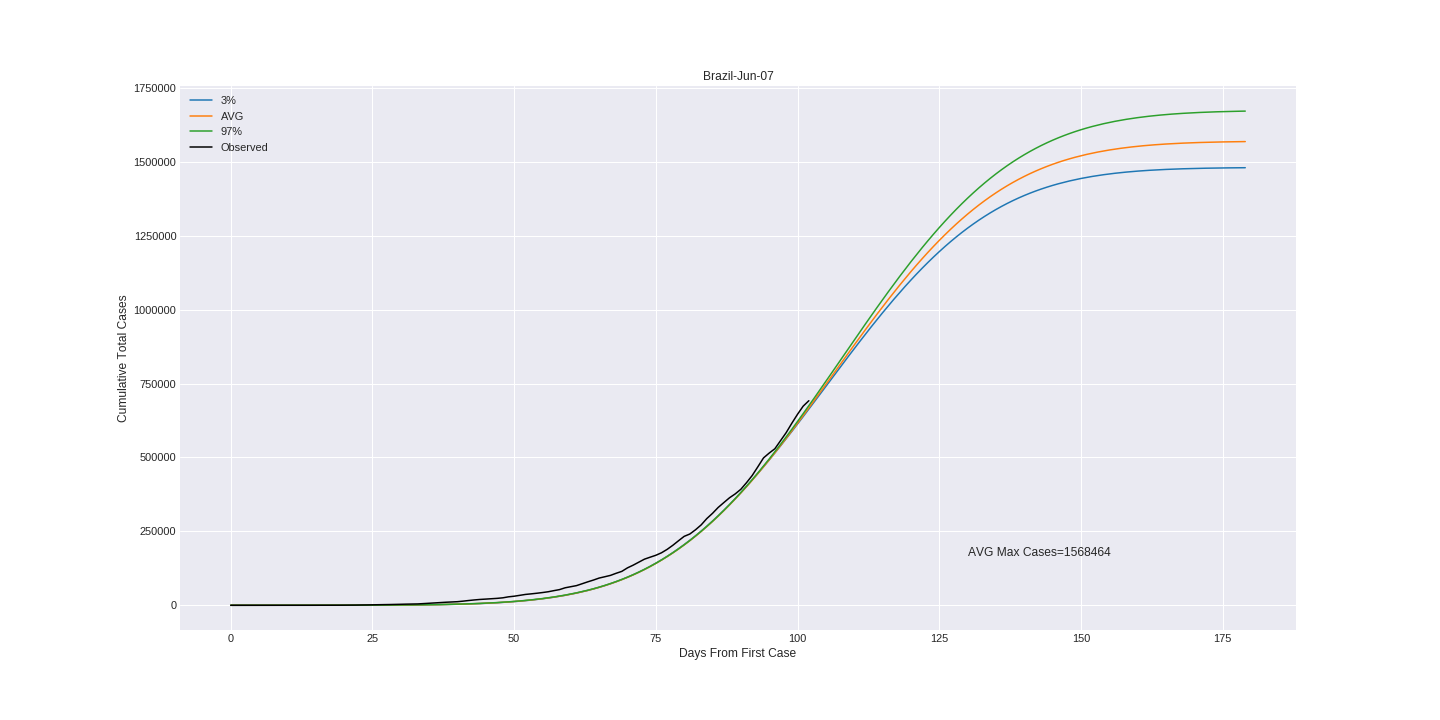 Brazil-Jun-07
1750000
1500000
1250000
1000000
750000
500000
250000
0
Cumulative Total Cases
3%
AVG
97%
Observed
AVG Max Cases=1568464
0 25 50 75 100 125 150 175
Days From First Case